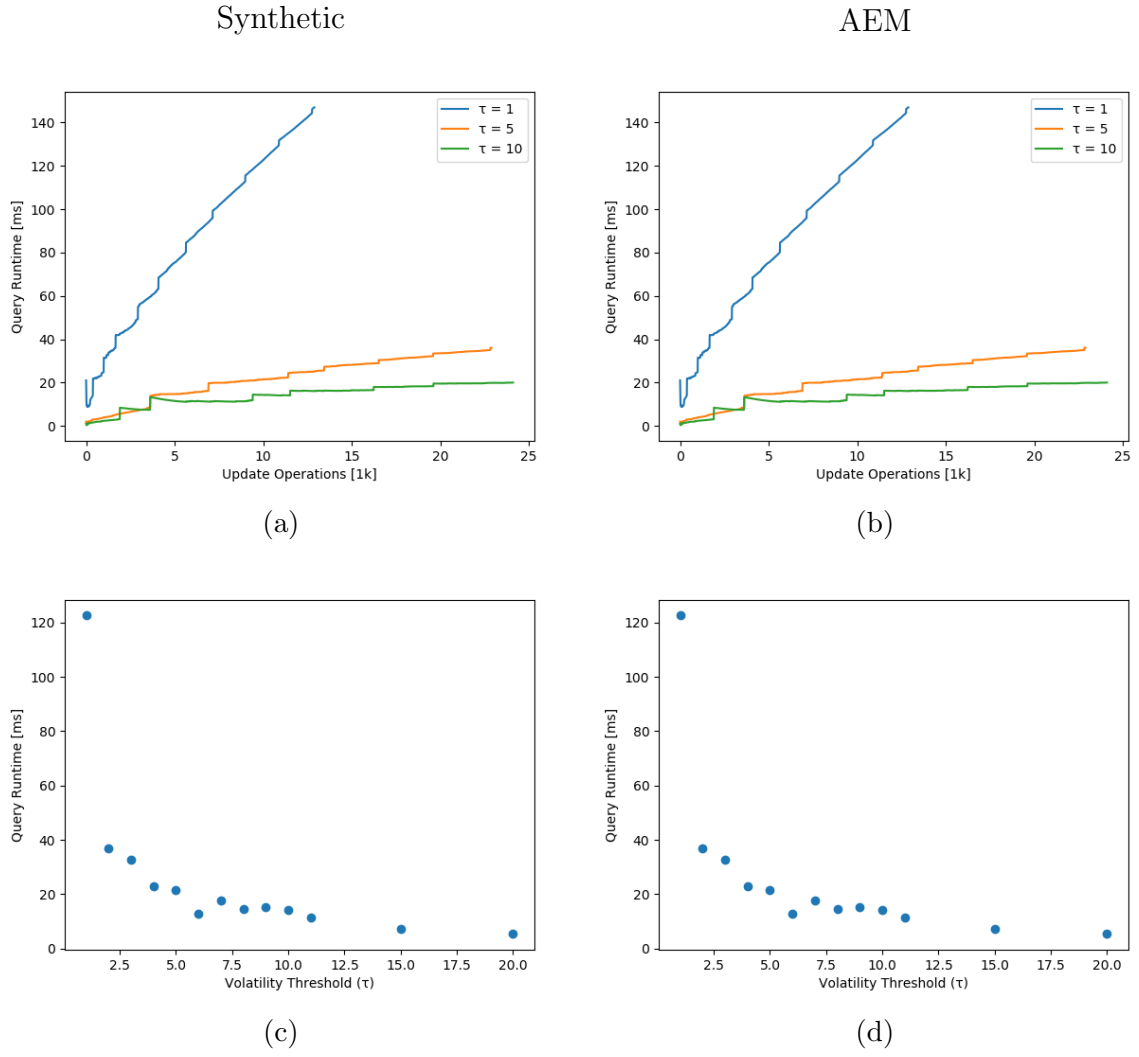 Synthetic
AEM
140
120
100
80
60
40
20
0
Query Runtime [ms]
τ = 1
τ = 5
τ = 10
0 5 10 15 20 25
Update Operations [1k]
(a)
140
120
100
80
60
40
20
0
Query Runtime [ms]
τ = 1
τ = 5
τ = 10
0 5 10 15 20 25
Update Operations [1k]
(b)
120
100
80
60
40
20
0
Query Runtime [ms]
2.5 5.0 7.5 10.0 12.5 15.0 17.5 20.0
Volatility Threshold (τ)
(c)
120
100
80
60
40
20
0
Query Runtime [ms]
2.5 5.0 7.5 10.0 12.5 15.0 17.5 20.0
Volatility Threshold (τ)
(d)